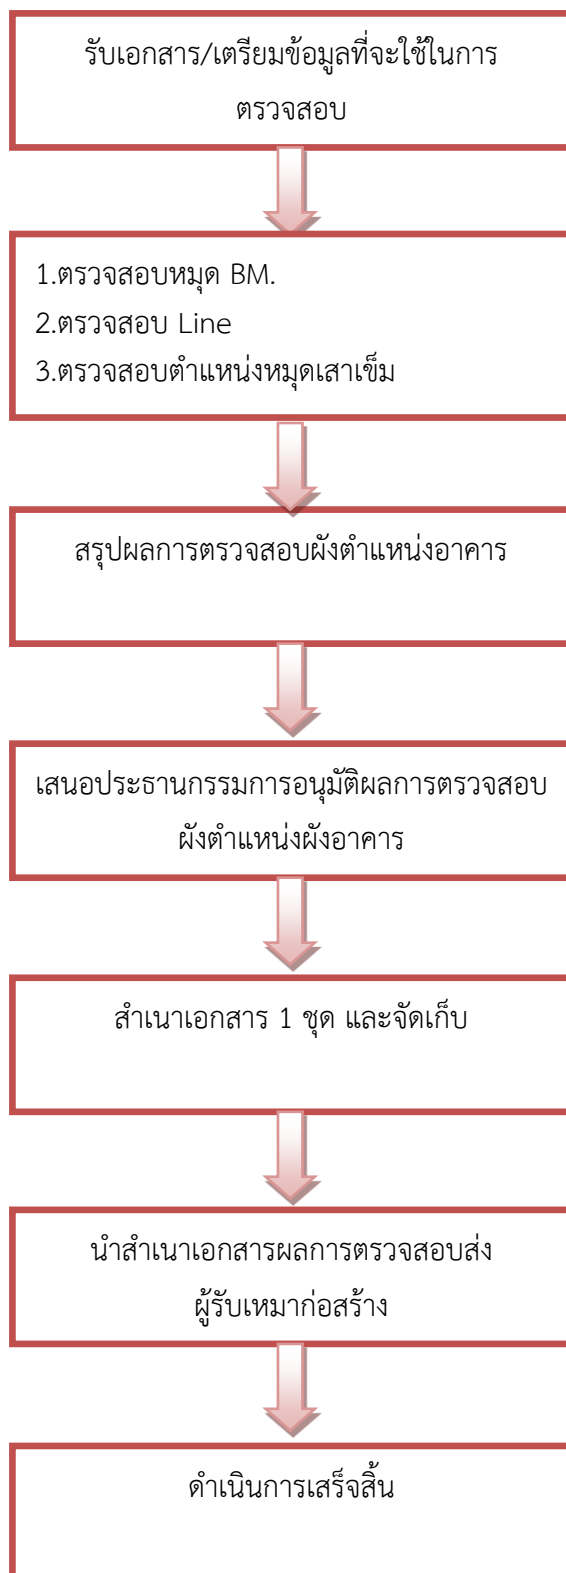 รับเอกสาร/เตรียมข้อมูลที่จะใช้ในการ
ตรวจสอบ
1.ตรวจสอบหมุด BM.
2.ตรวจสอบ Line
3.ตรวจสอบตำแหน่งหมุดเสาเข็ม
สรุปผลการตรวจสอบผังตำแหน่งอาคาร
เสนอประธานกรรมการอนุมัติผลการตรวจสอบ
ผังตำแหน่งผังอาคาร
สำเนาเอกสาร 1 ชุด และจัดเก็บ
นำสำเนาเอกสารผลการตรวจสอบส่ง
ผู้รับเหมาก่อสร้าง
ดำเนินการเสร็จสิ้น